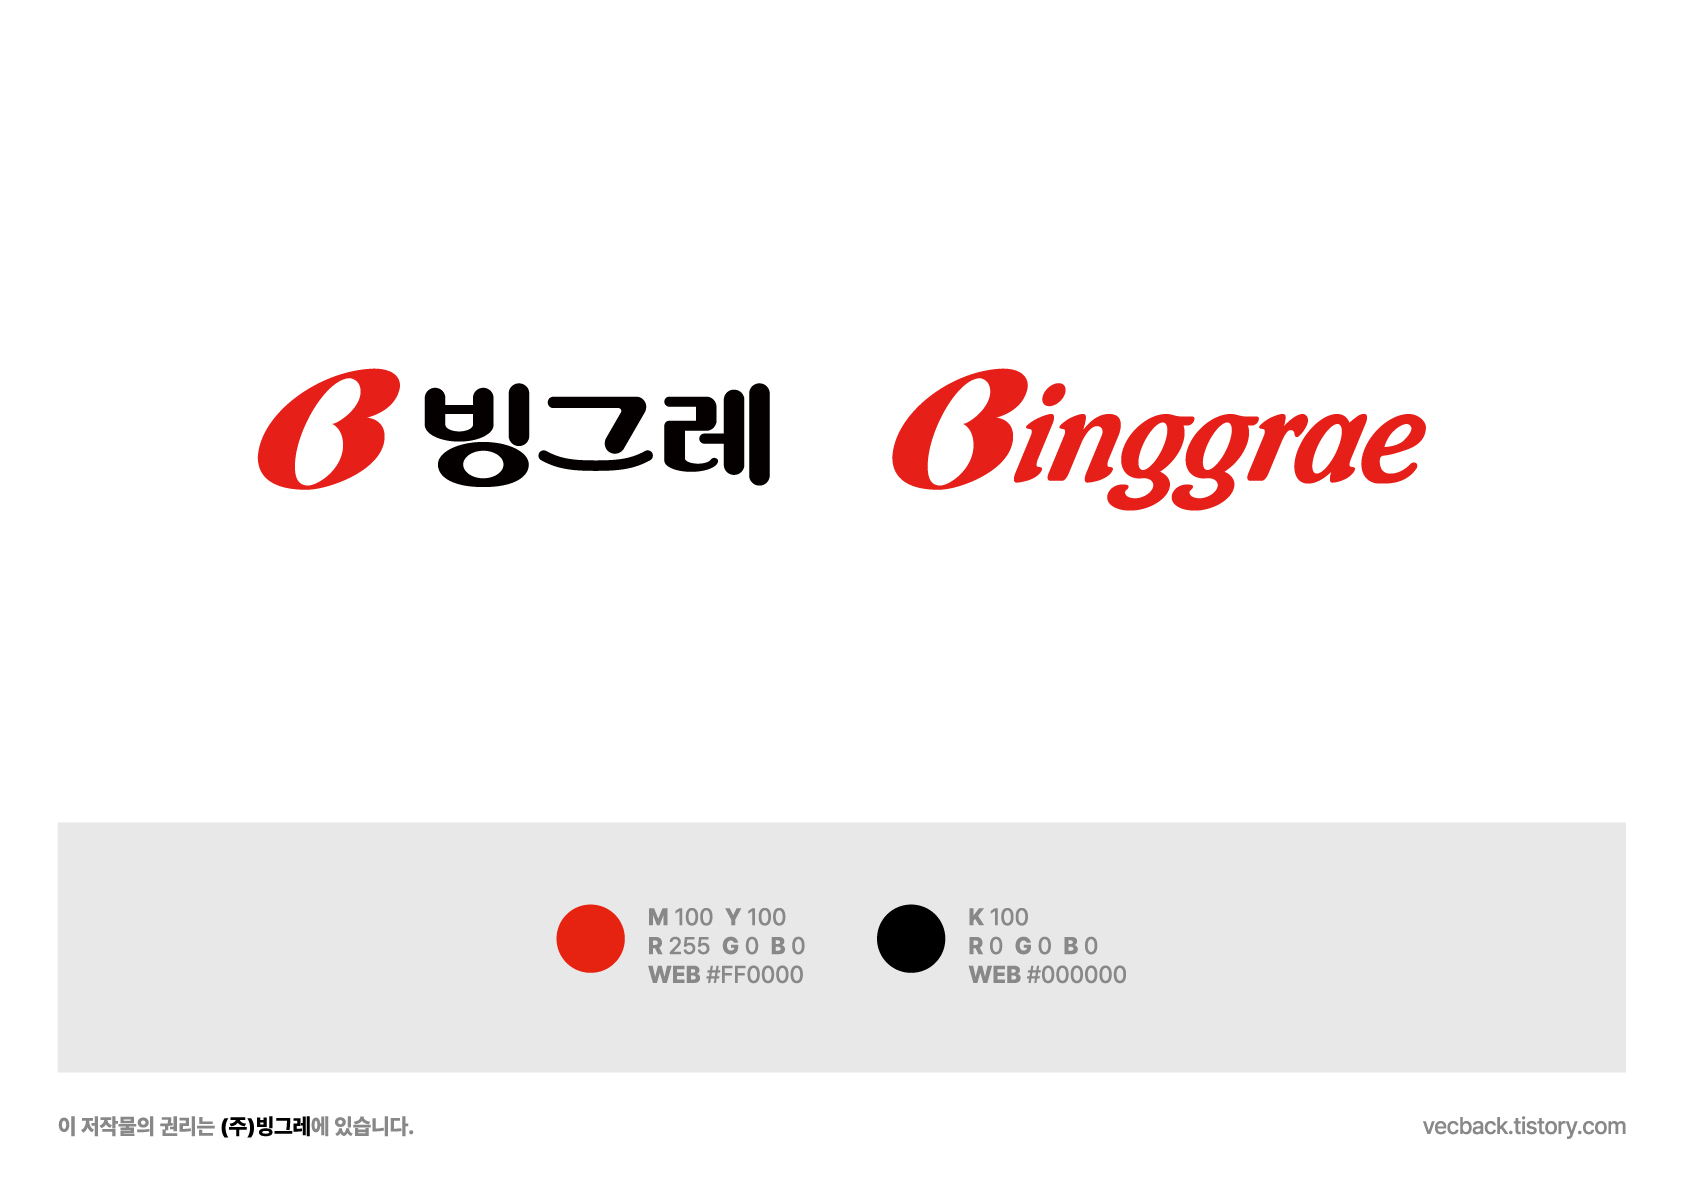 B 빙그레
Binggrae
M 100 Y 100
R 255 G 0 B 0
WEB #FF0000
K 100
R 0 G 0 B 0
WEB #000000
이 저작물의 권리는 (주)빙그레에 있습니다.
vecback.tistory.com